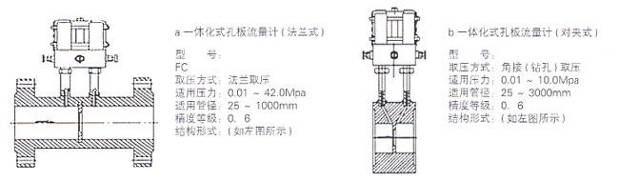 a 一体化式孔板流量计(法兰式)
型 号:
FC
取压方式: 法兰取压
适用压力: 0.01 ~ 42.0Mpa
适用管径: 25 ~ 1000mm
精度等级: 0. 6
结构形式: (如左图所示)
b 一体化式孔板流量计(对夹式)
型 号:
取压方式: 角接(钻孔)取压
适用压力: 0.01 ~ 10.0Mpa
适用管径: 25 ~ 3000mm
精度等级: 0. 6
结构形式: (如左图所示)